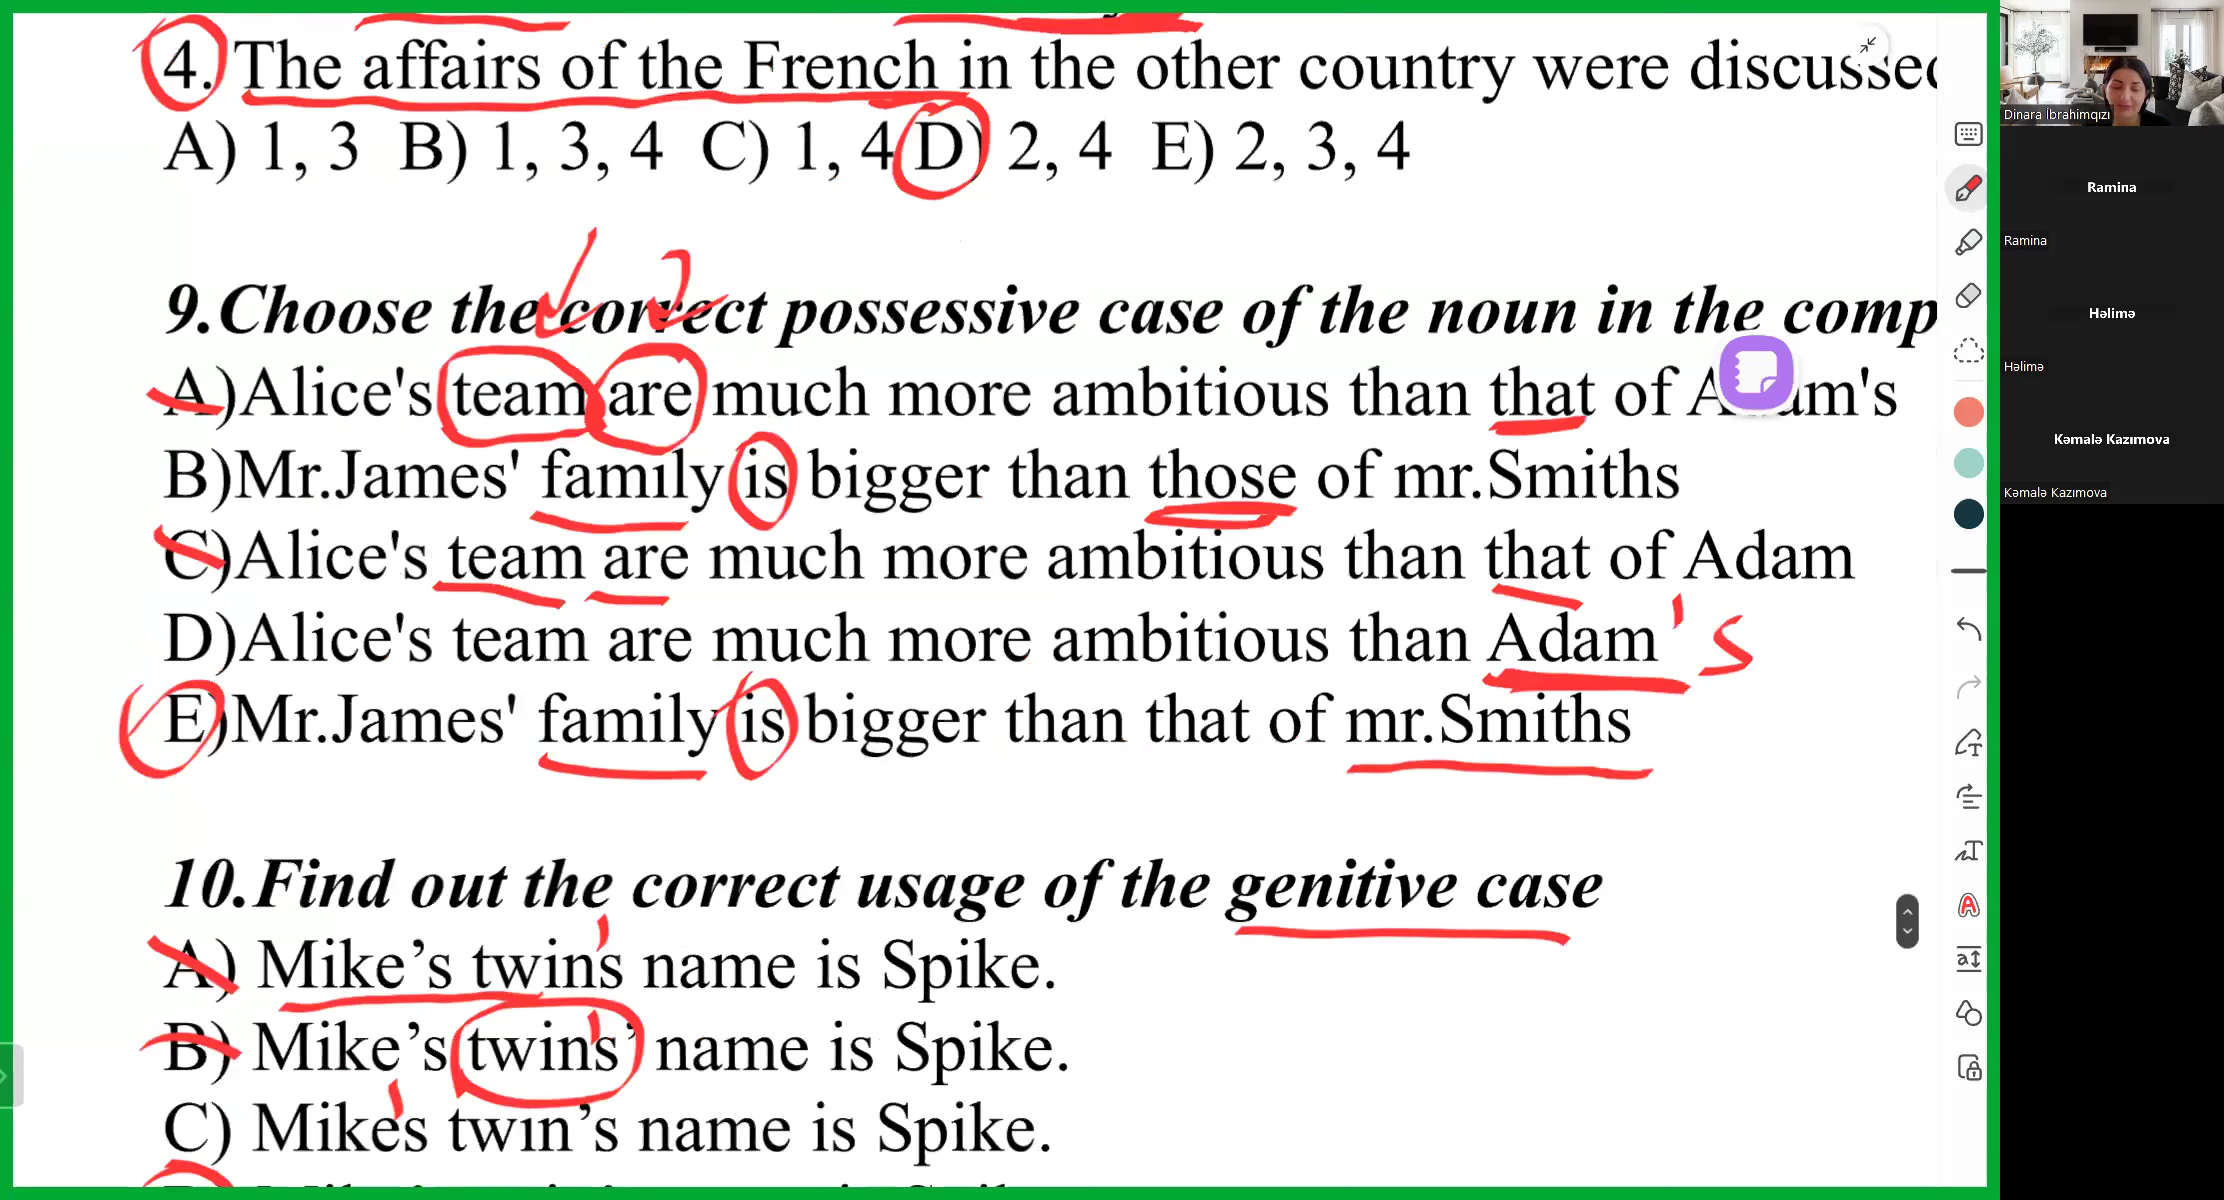 4. The affairs of the French in the other country were discussed
A) 1, 3 B) 1, 3, 4 C) 1, 4 D) 2, 4 E) 2, 3, 4
9.Choose the correct possessive case of the noun in the comp
A)Alice's team are much more ambitious than that of Adam's
B)Mr.James' family is bigger than those of mr.Smiths
C)Alice's team are much more ambitious than that of Adam
D)Alice's team are much more ambitious than Adam's
E)Mr.James' family is bigger than that of mr.Smiths
10.Find out the correct usage of the genitive case
A) Mike’s twin's name is Spike.
B) Mike’s twin's’ name is Spike.
C) Mike's twin’s name is Spike.
Dinara İbrahimqızı
Ramina
Ramina
Həlimə
Həlimə
Kəmalə Kazımova
Kəmalə Kazımova